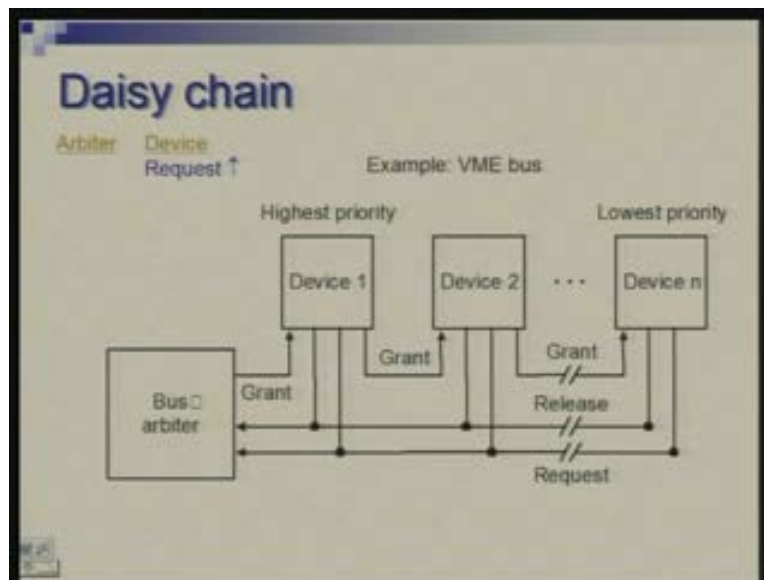 Daisy chain
Arbiter Device
Request ↑
Example: VME bus
Highest priority
Lowest priority
Device 1
Device 2
...
Device n
Grant
Grant
Grant
Bus
arbiter
Release
Request